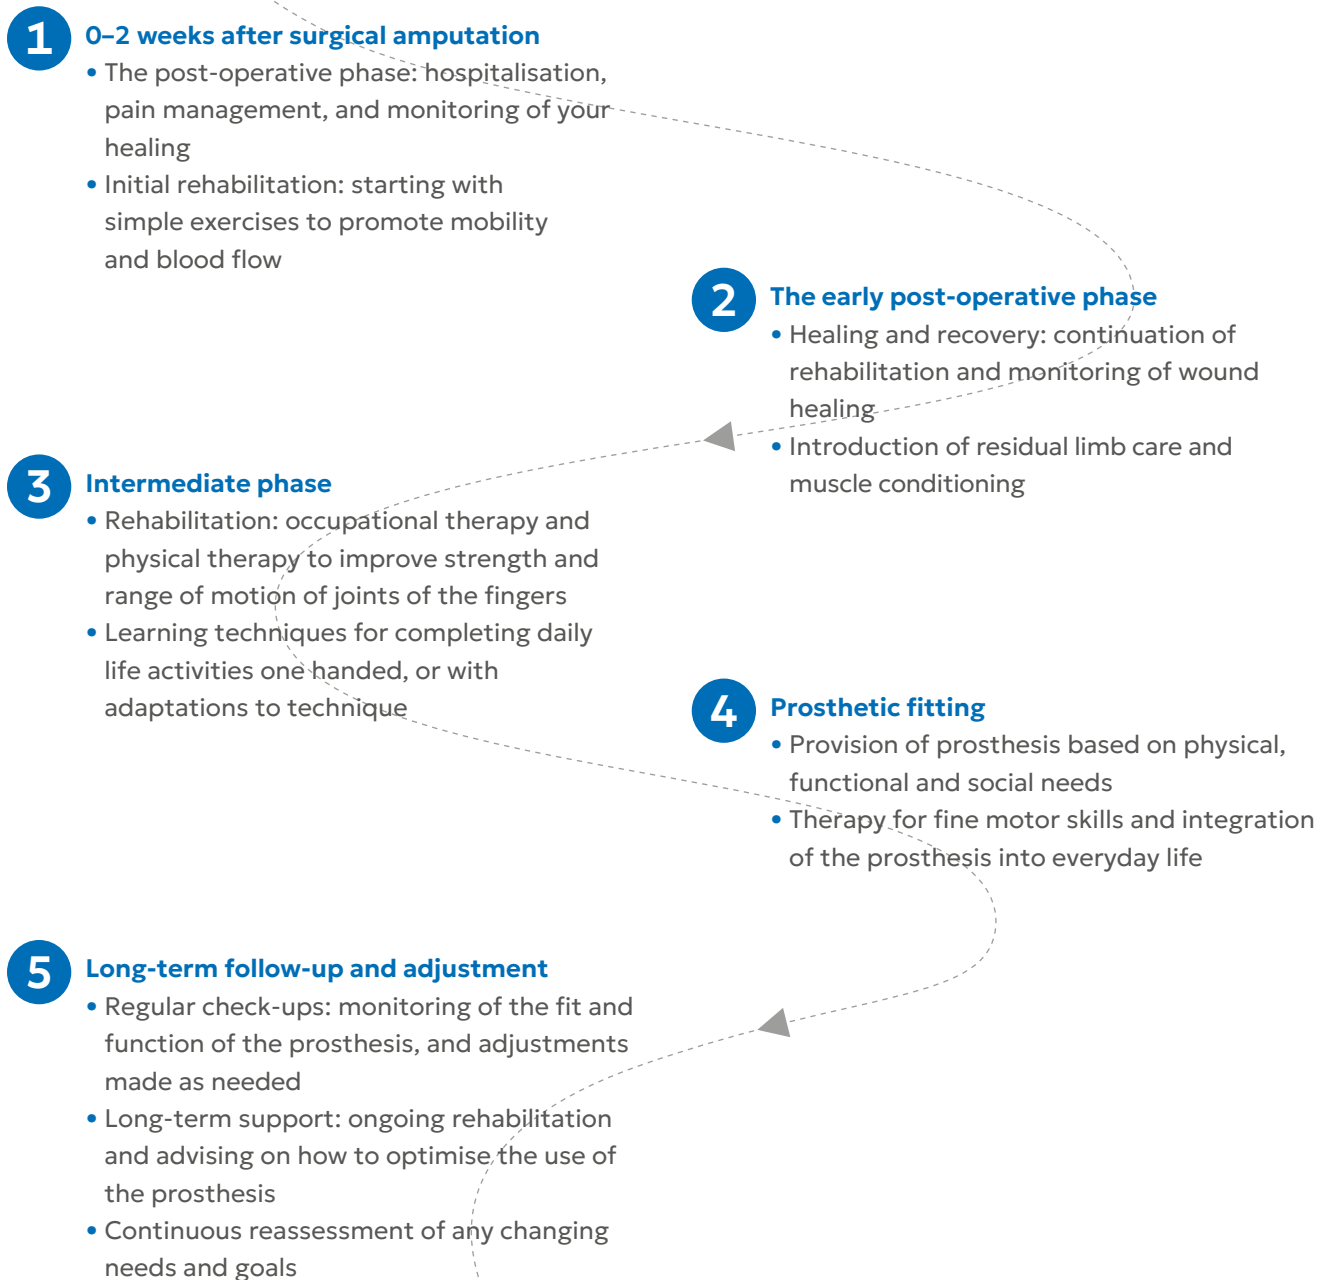 1
0–2 weeks after surgical amputation
• The post-operative phase: hospitalisation,
pain management, and monitoring of your
healing
• Initial rehabilitation: starting with
simple exercises to promote mobility
and blood flow
2
The early post-operative phase
• Healing and recovery: continuation of
rehabilitation and monitoring of wound
healing
• Introduction of residual limb care and
muscle conditioning
3
Intermediate phase
• Rehabilitation: occupational therapy and
physical therapy to improve strength and
range of motion of joints of the fingers
• Learning techniques for completing daily
life activities one handed, or with
adaptations to technique
4
Prosthetic fitting
• Provision of prosthesis based on physical,
functional and social needs
• Therapy for fine motor skills and integration
of the prosthesis into everyday life
5
Long-term follow-up and adjustment
• Regular check-ups: monitoring of the fit and
function of the prosthesis, and adjustments
made as needed
• Long-term support: ongoing rehabilitation
and advising on how to optimise the use of
the prosthesis
• Continuous reassessment of any changing
needs and goals